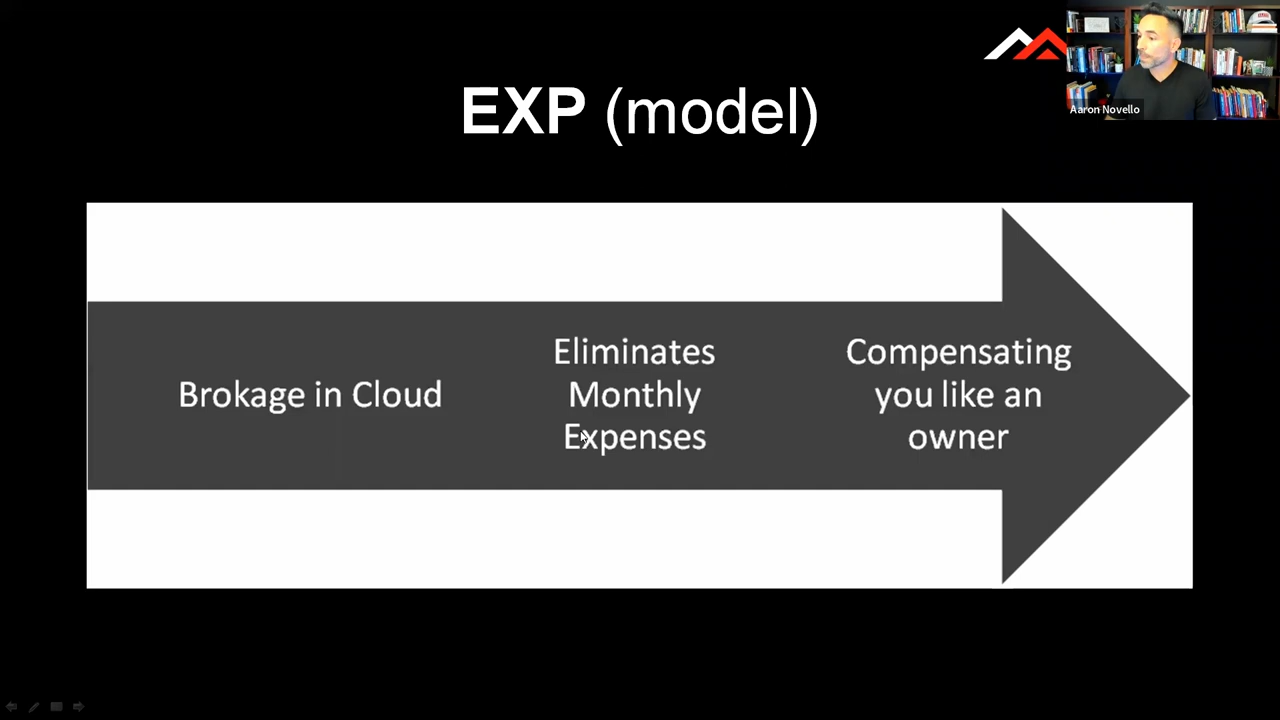 EXP (model)
Aaron Novello
Brokage in Cloud
Eliminates
Monthly
Expenses
Compensating
you like an
owner